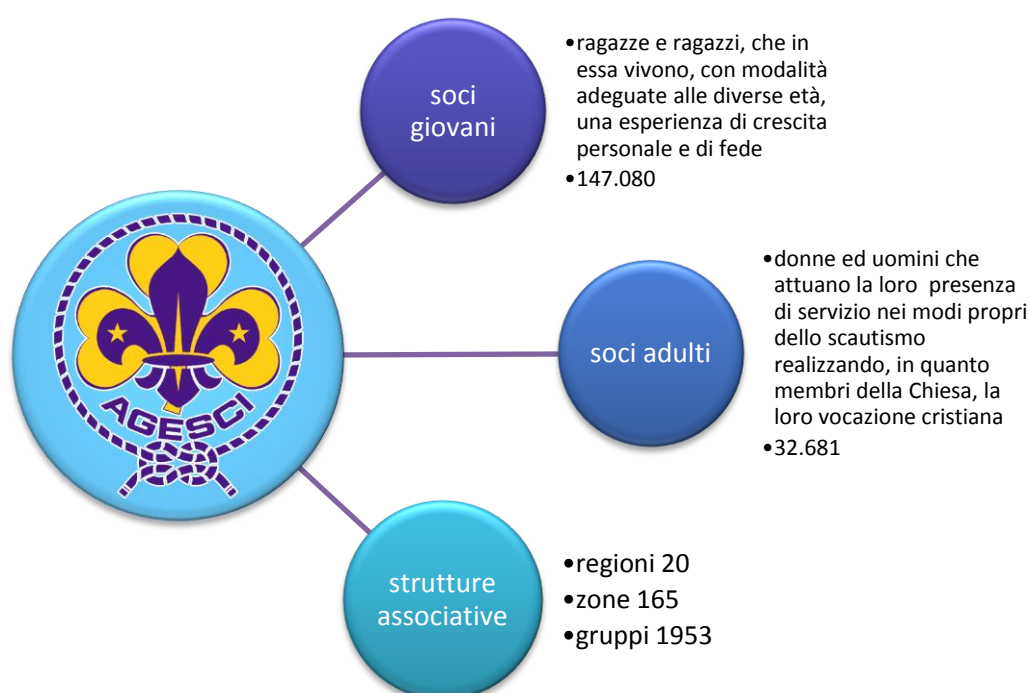 soci
giovani
•ragazze e ragazzi, che in
essa vivono, con modalità
adeguate alle diverse età,
una esperienza di crescita
personale e di fede
•147.080
AGESCI
soci adulti
•donne ed uomini che
attuano la loro presenza
di servizio nei modi propri
dello scautismo
realizzando, in quanto
membri della Chiesa, la
loro vocazione cristiana
•32.681
strutture
associative
•regioni 20
•zone 165
•gruppi 1953